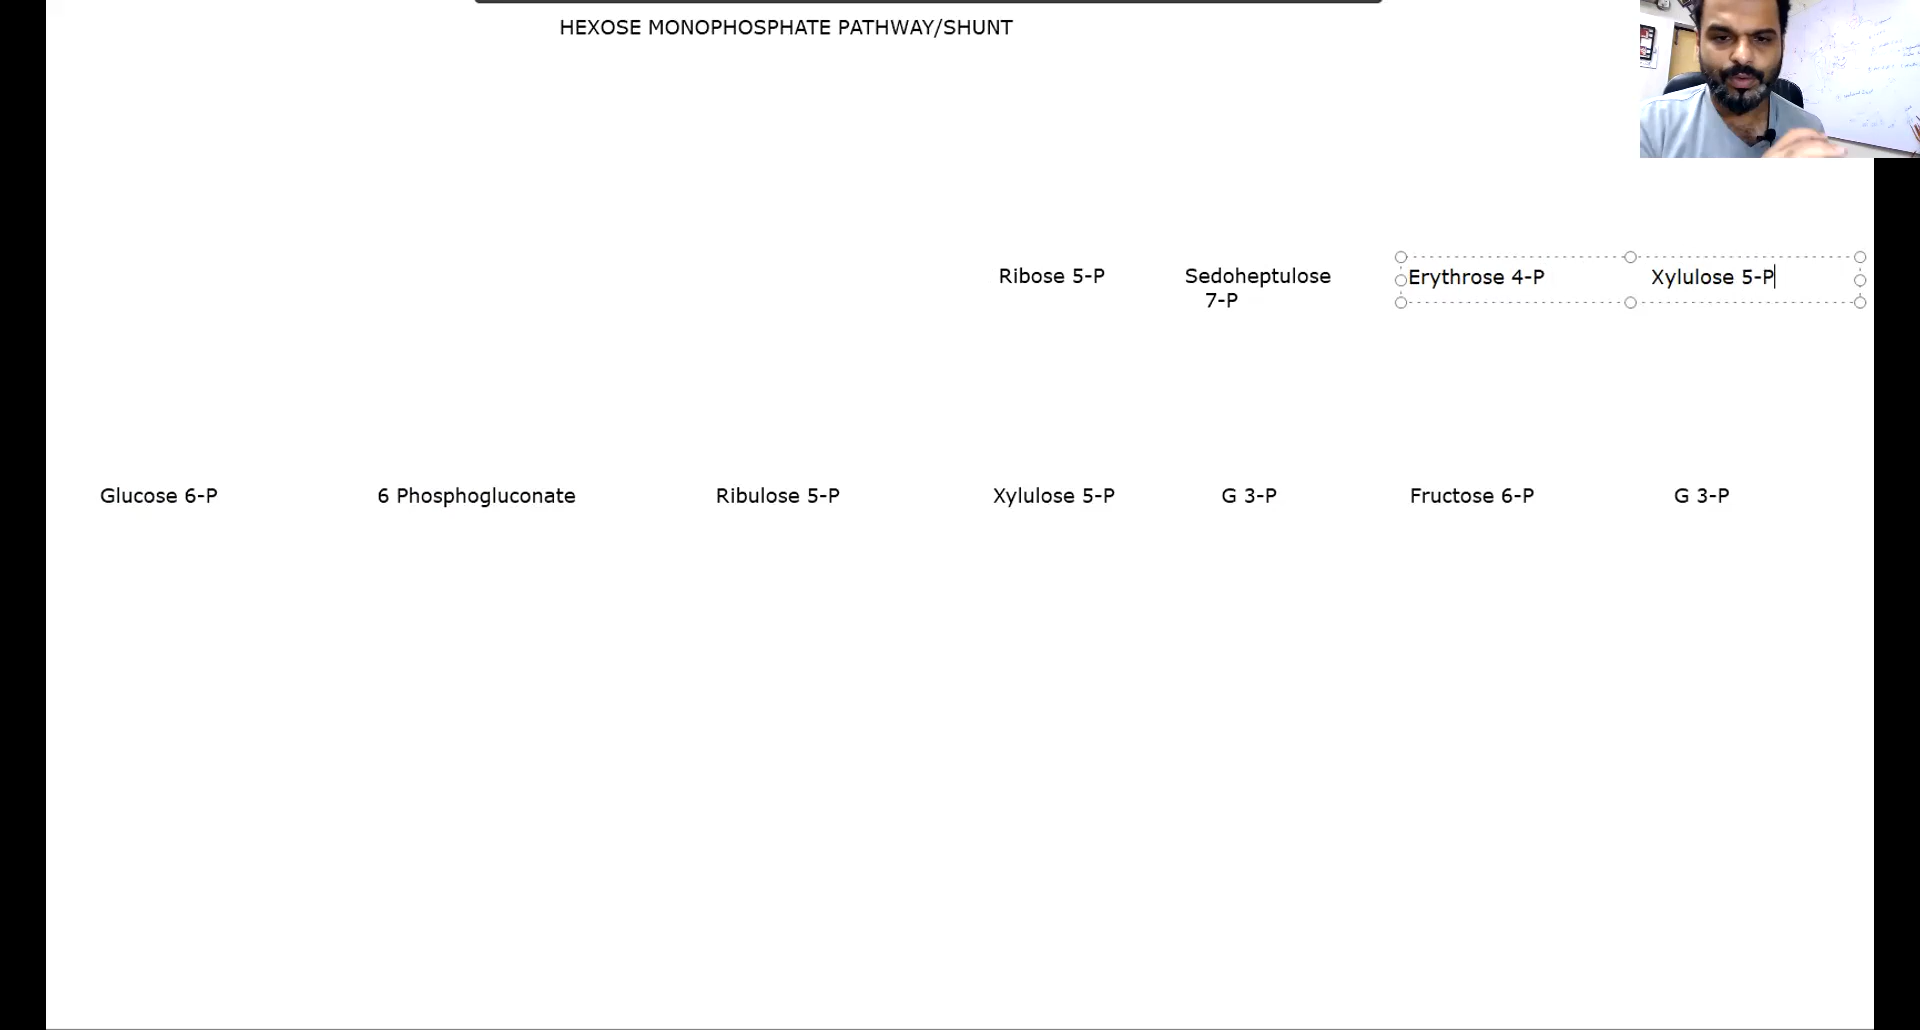 HEXOSE MONOPHOSPHATE PATHWAY/SHUNT
Ribose 5-P
Sedoheptulose
7-P
Erythrose 4-P
Xylulose 5-P
Glucose 6-P
6 Phosphogluconate
Ribulose 5-P
Xylulose 5-P
G 3-P
Fructose 6-P
G 3-P